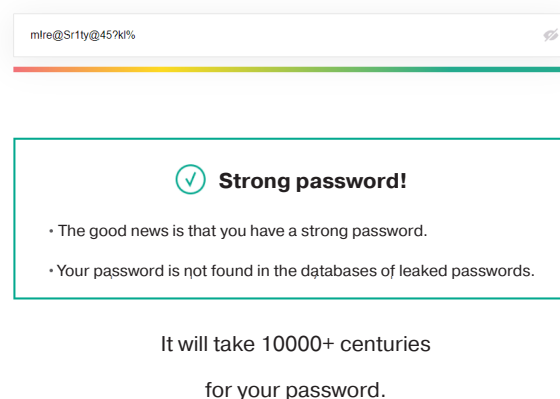 młre@Sr1ty@45?kl%
Strong password!
• The good news is that you have a strong password.
• Your password is not found in the databases of leaked passwords.
It will take 10000+ centuries
for your password.